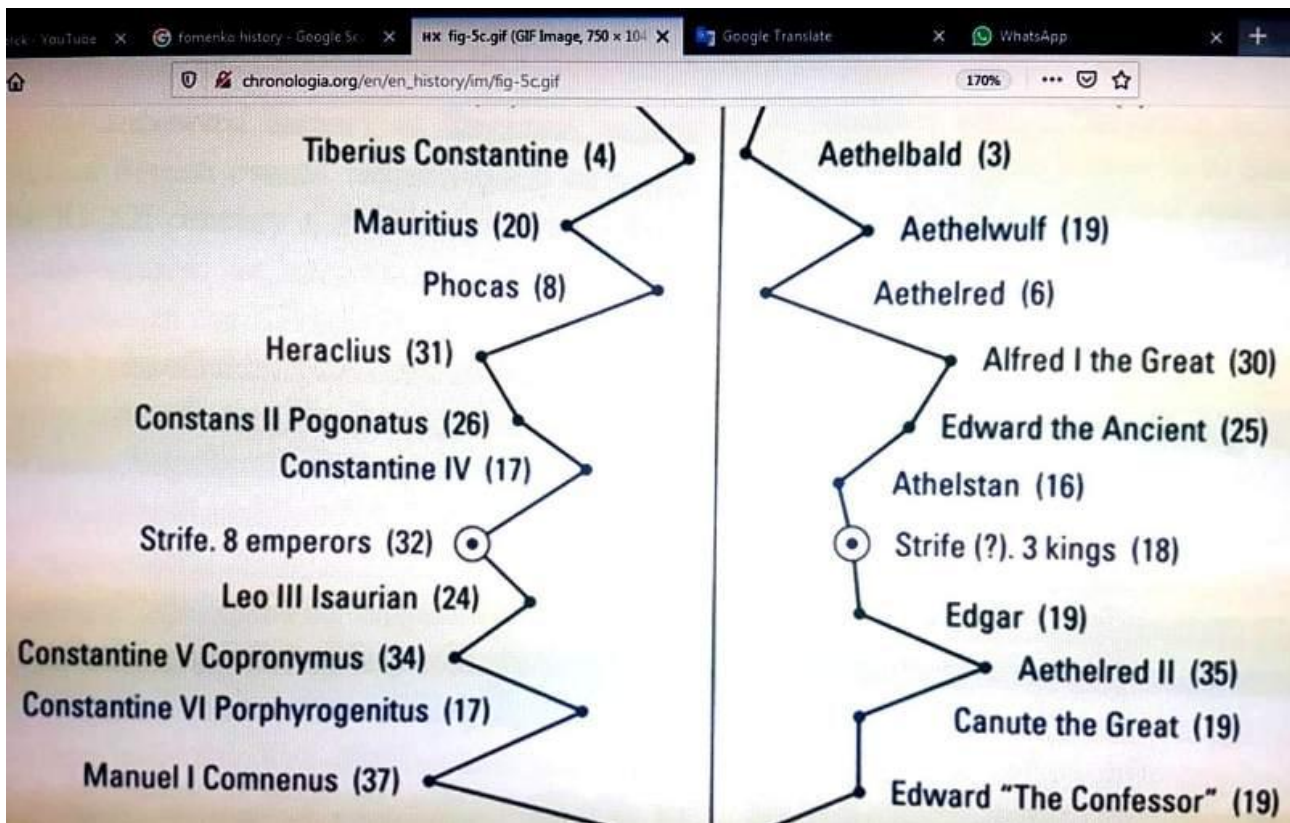 YouTube
fomenko history - Google Se
HX fig-5c.gif (GIF Image, 750 × 104
Google Translate
WhatsApp
chronologia.org/en/en_history/im/fig-5c.gif
170%
Tiberius Constantine (4)
Aethelbald (3)
Mauritius (20)
Aethelwulf (19)
Phocas (8)
Aethelred (6)
Heraclius (31)
Alfred I the Great (30)
Constans II Pogonatus (26)
Edward the Ancient (25)
Constantine IV (17)
Athelstan (16)
Strife. 8 emperors (32)
Strife (?). 3 kings (18)
Leo III Isaurian (24)
Edgar (19)
Constantine V Copronymus (34)
Aethelred II (35)
Constantine VI Porphyrogenitus (17)
Canute the Great (19)
Manuel I Comnenus (37)
Edward "The Confessor" (19)